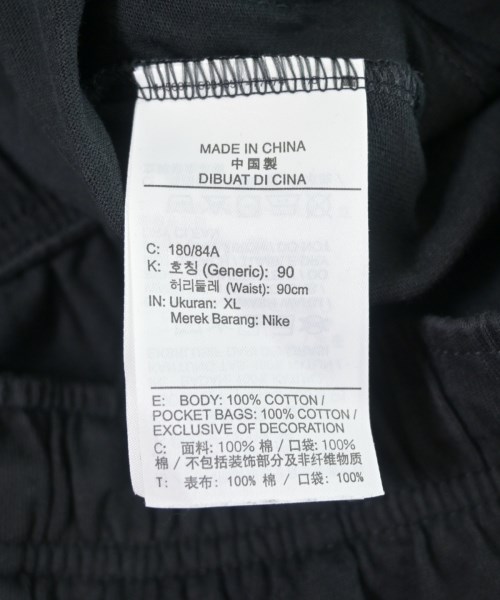 MADE IN CHINA
中国製
DIBUAT DI CINA
C: 180/84A
K: 호칭 (Generic): 90
허리둘레 (Waist): 90cm
IN: Ukuran: XL
Merek Barang: Nike
E: BODY: 100% COTTON /
POCKET BAGS: 100% COTTON /
EXCLUSIVE OF DECORATION
C: 面料: 100% 棉 / 口袋: 100%
棉 / 不包括装饰部分及非纤维物质
T: 表布: 100% 棉 / 口袋: 100%